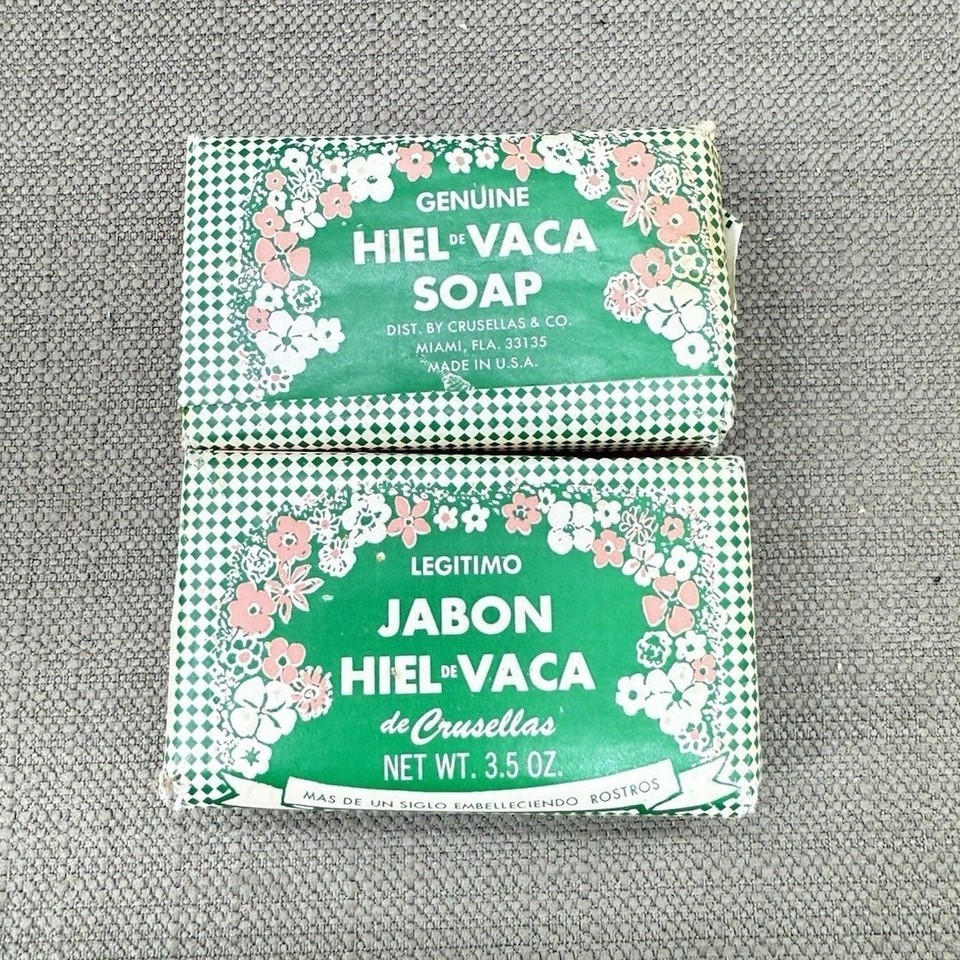 GENUINE
HIEL DE VACA
SOAP
DIST. BY CRUSELLAS & CO.
MIAMI, FLA. 33135
MADE IN U.S.A.
LEGITIMO
JABON
HIEL DE VACA
de Crusellas
NET WT. 3.5 OZ.
MAS DE UN SIGLO EMBELLECIENDO ROSTROS